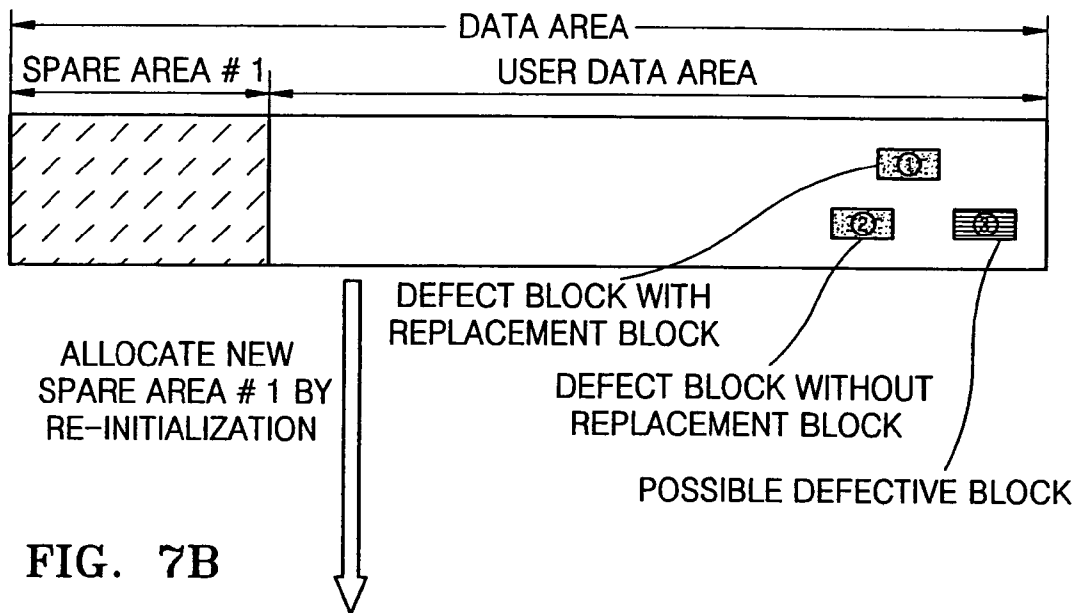 DATA AREA
SPARE AREA # 1
USER DATA AREA
①
②
③
DEFECT BLOCK WITH
REPLACEMENT BLOCK
ALLOCATE NEW
SPARE AREA # 1 BY
RE-INITIALIZATION
DEFECT BLOCK WITHOUT
REPLACEMENT BLOCK
POSSIBLE DEFECTIVE BLOCK
FIG. 7B